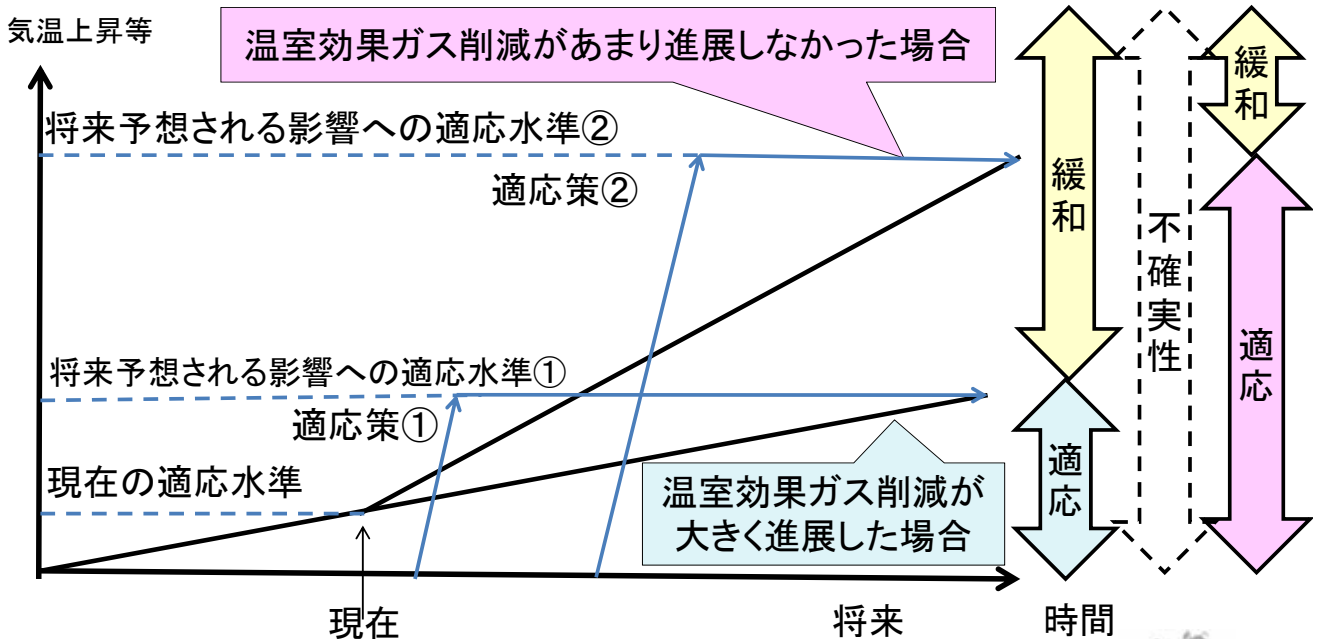 気温上昇等
温室効果ガス削減があまり進展しなかった場合
将来予想される影響への適応水準②
適応策②
将来予想される影響への適応水準①
適応策①
現在の適応水準
温室効果ガス削減が
大きく進展した場合
現在
将来
時間
緩和
適応
不確実性
緩和
適応